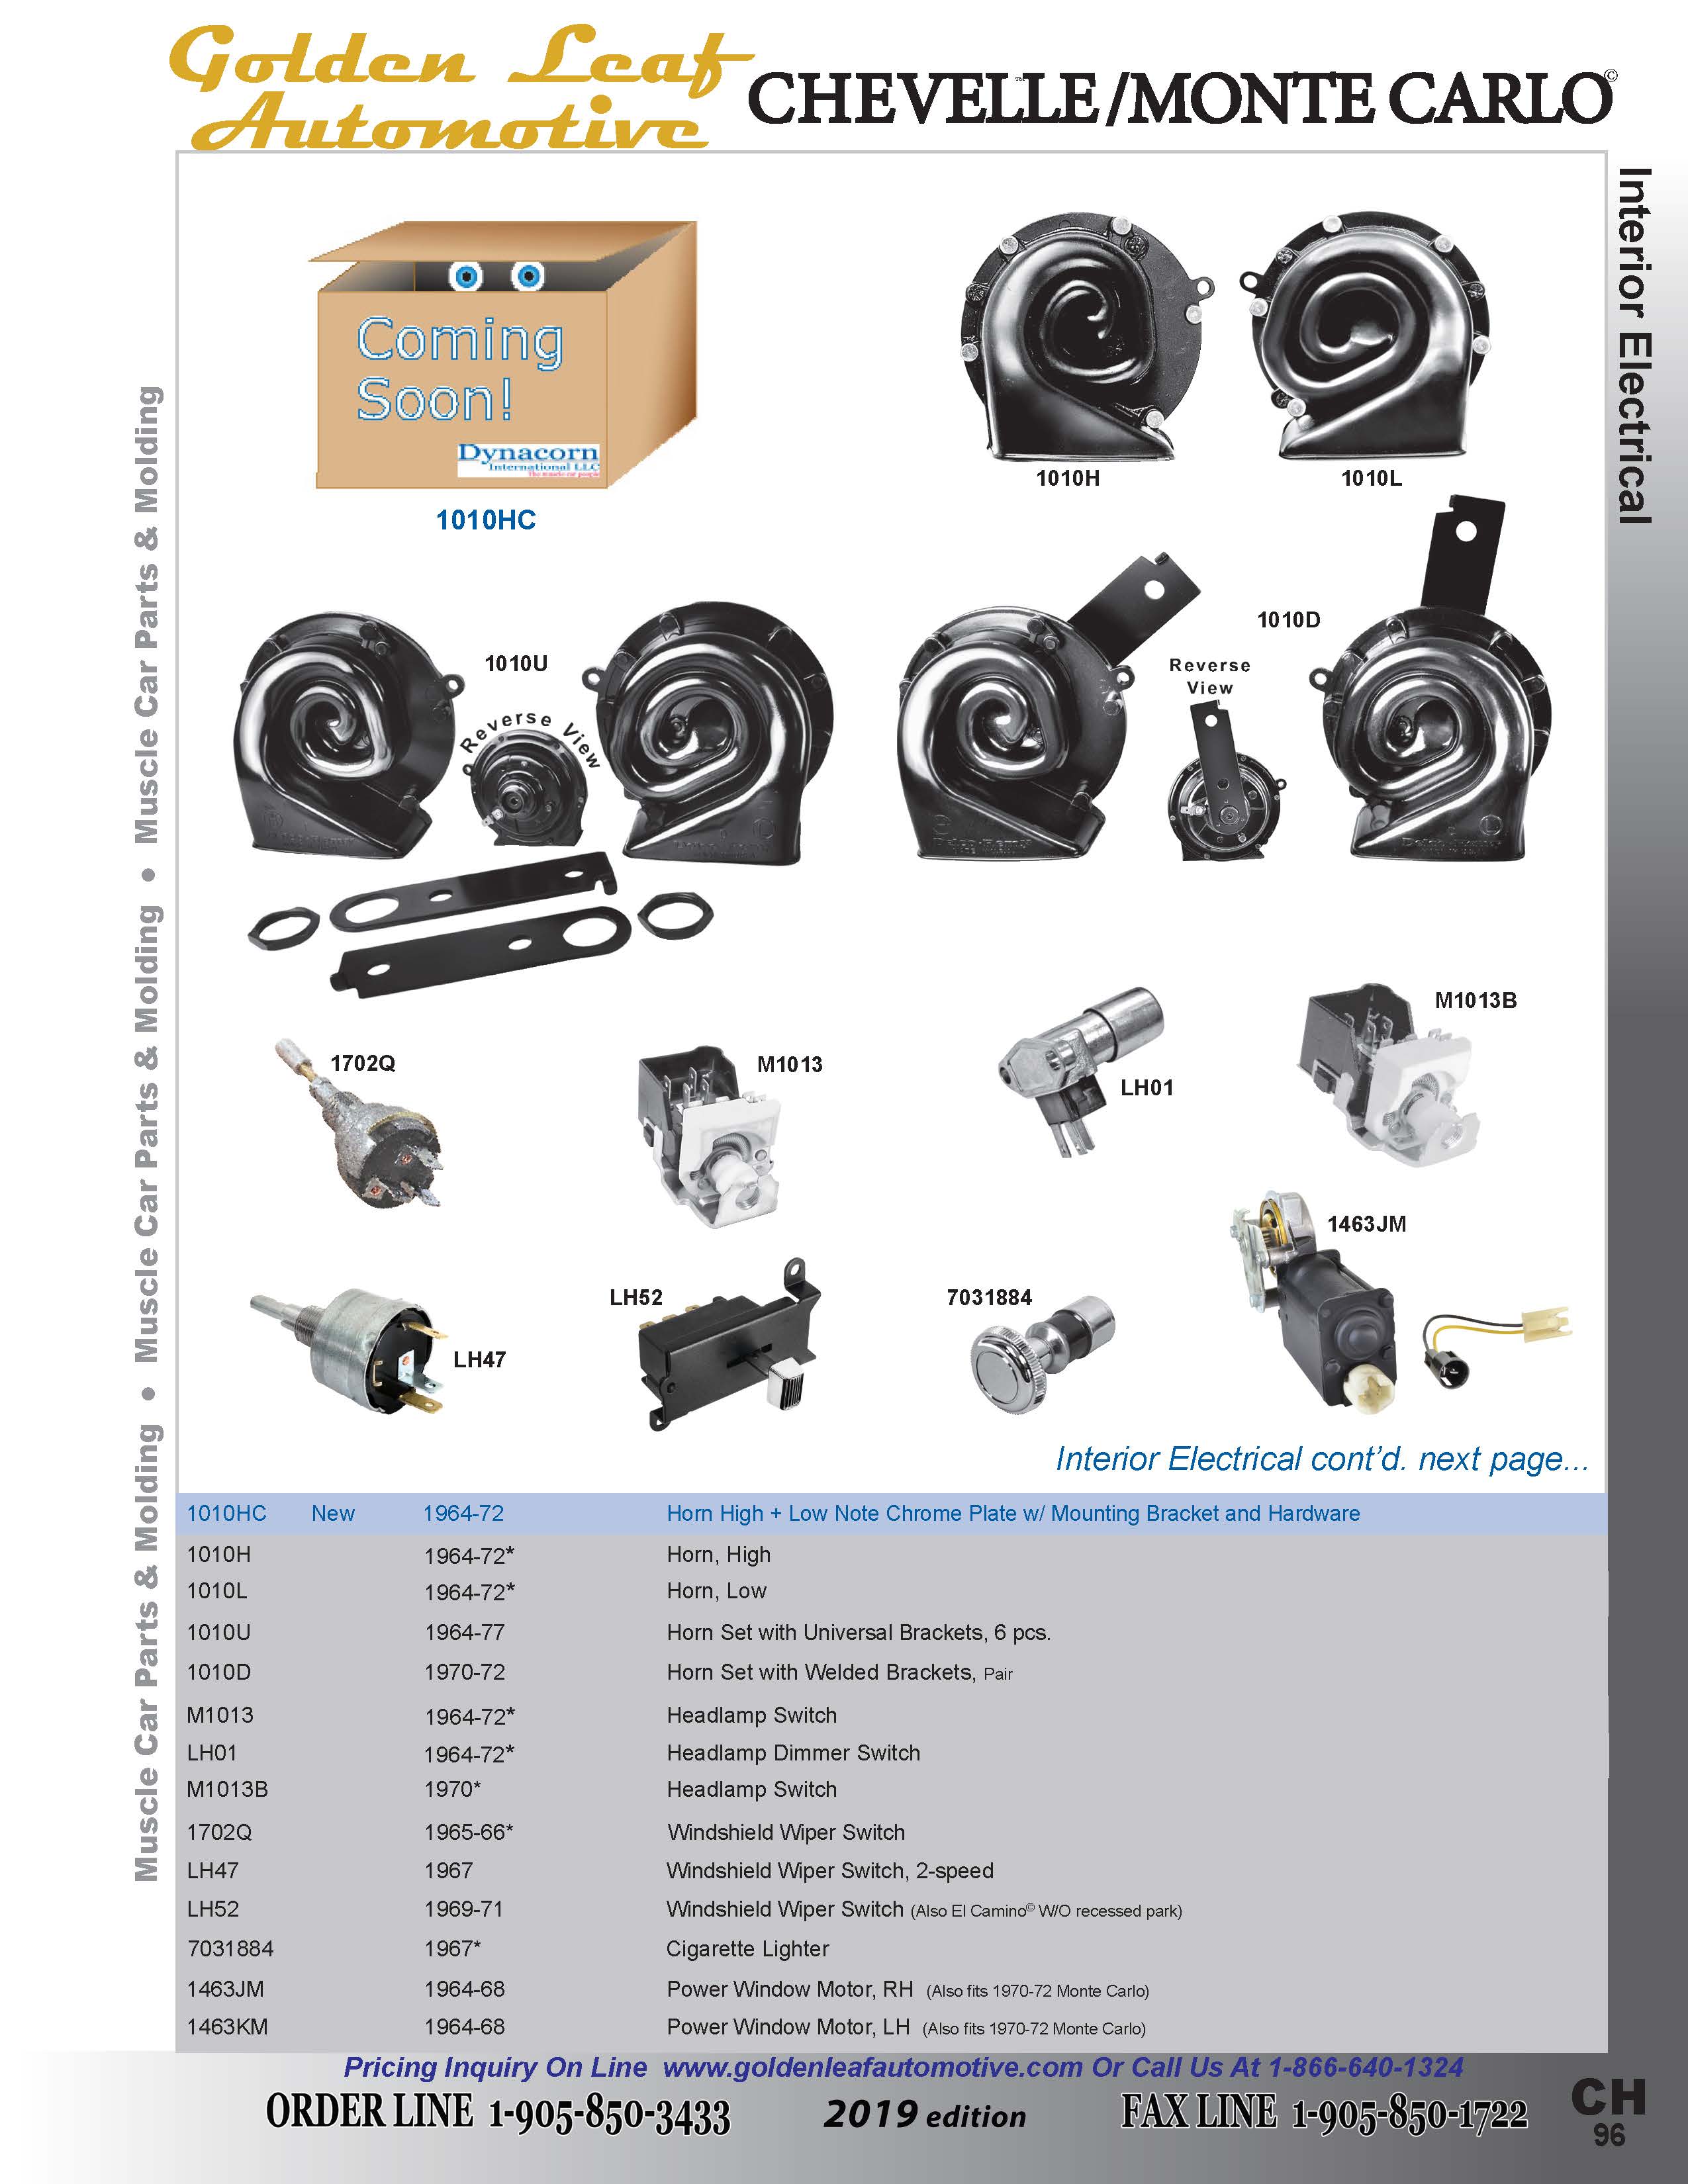 Golden Leaf
Automotive
CHEVELLE™/MONTE CARLO©
Interior Electrical
Muscle Car Parts & Molding • Muscle Car Parts & Molding • Muscle Car Parts & Molding
Coming
Soon!
Dynacorn
International LLC
1010HC
1010H
1010L
1010U
Reverse View
1010D
Reverse
View
Delco-Remy
1702Q
M1013
LH01
M1013B
LH47
LH52
7031884
1463JM
Interior Electrical cont’d. next page...
1010HC New 1964-72 Horn High + Low Note Chrome Plate w/ Mounting Bracket and Hardware
1010H 1964-72* Horn, High
1010L 1964-72* Horn, Low
1010U 1964-77 Horn Set with Universal Brackets, 6 pcs.
1010D 1970-72 Horn Set with Welded Brackets, Pair
M1013 1964-72* Headlamp Switch
LH01 1964-72* Headlamp Dimmer Switch
M1013B 1970* Headlamp Switch
1702Q 1965-66* Windshield Wiper Switch
LH47 1967 Windshield Wiper Switch, 2-speed
LH52 1969-71 Windshield Wiper Switch (Also El Camino© W/O recessed park)
7031884 1967* Cigarette Lighter
1463JM 1964-68 Power Window Motor, RH (Also fits 1970-72 Monte Carlo)
1463KM 1964-68 Power Window Motor, LH (Also fits 1970-72 Monte Carlo)
Pricing Inquiry On Line www.goldenleafautomotive.com Or Call Us At 1-866-640-1324
ORDER LINE 1-905-850-3433 2019 edition FAX LINE 1-905-850-1722
CH
96